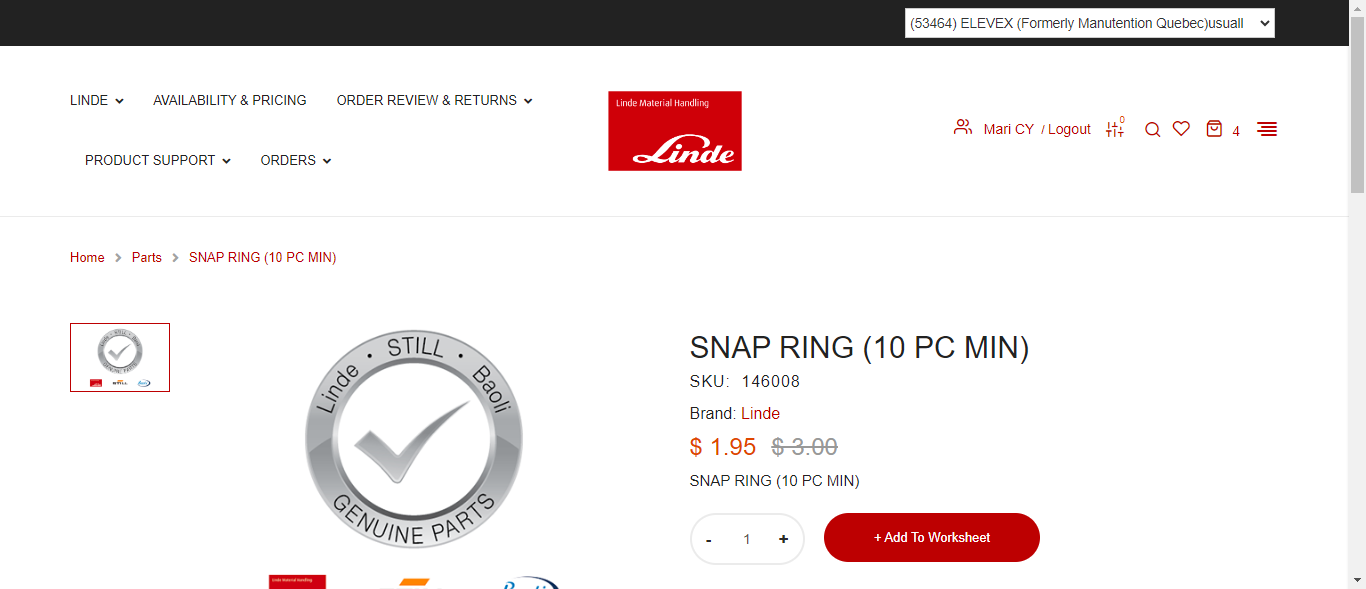 (53464) ELEVEX (Formerly Manutention Quebec)usuall
LINDE
AVAILABILITY & PRICING
ORDER REVIEW & RETURNS
PRODUCT SUPPORT
ORDERS
Linde Material Handling
Linde
Mari CY / Logout
0
4
Home > Parts > SNAP RING (10 PC MIN)
Linde • STILL • Baoli
GENUINE PARTS
Linde Material Handling
SNAP RING (10 PC MIN)
SKU: 146008
Brand: Linde
$ 1.95 $ 3.00
SNAP RING (10 PC MIN)
- 1 +
+ Add To Worksheet